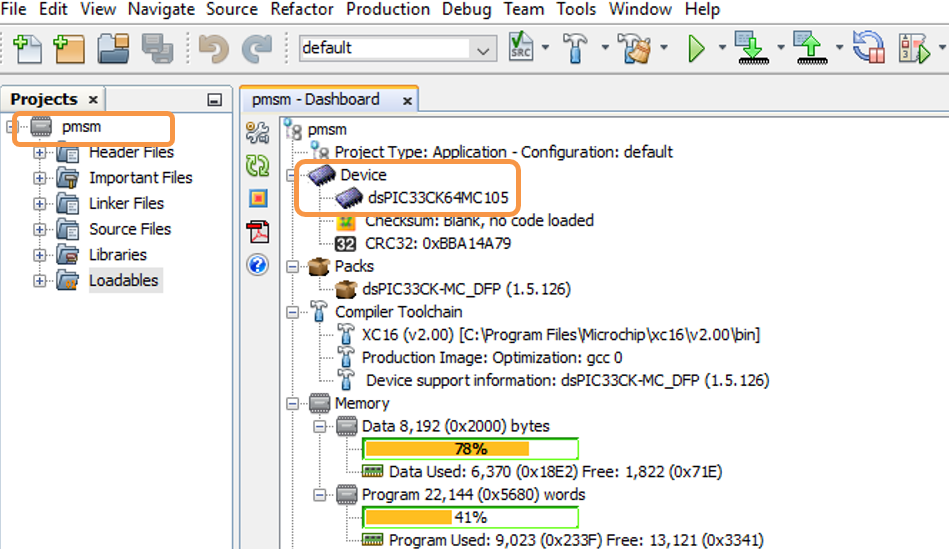 File Edit View Navigate Source Refactor Production Debug Team Tools Window Help
default
SRC
Projects
pmsm
Header Files
Important Files
Linker Files
Source Files
Libraries
Loadables
pmsm - Dashboard
pmsm
Project Type: Application - Configuration: default
Device
dsPIC33CK64MC105
Checksum: Blank, no code loaded
32 CRC32: 0xBBA14A79
Packs
dsPIC33CK-MC_DFP (1.5.126)
Compiler Toolchain
XC16 (v2.00) [C:\Program Files\Microchip\xc16\v2.00\bin]
Production Image: Optimization: gcc 0
Device support information: dsPIC33CK-MC_DFP (1.5.126)
Memory
Data 8,192 (0x2000) bytes
78%
Data Used: 6,370 (0x18E2) Free: 1,822 (0x71E)
Program 22,144 (0x5680) words
41%
Program Used: 9,023 (0x233F) Free: 13,121 (0x3341)